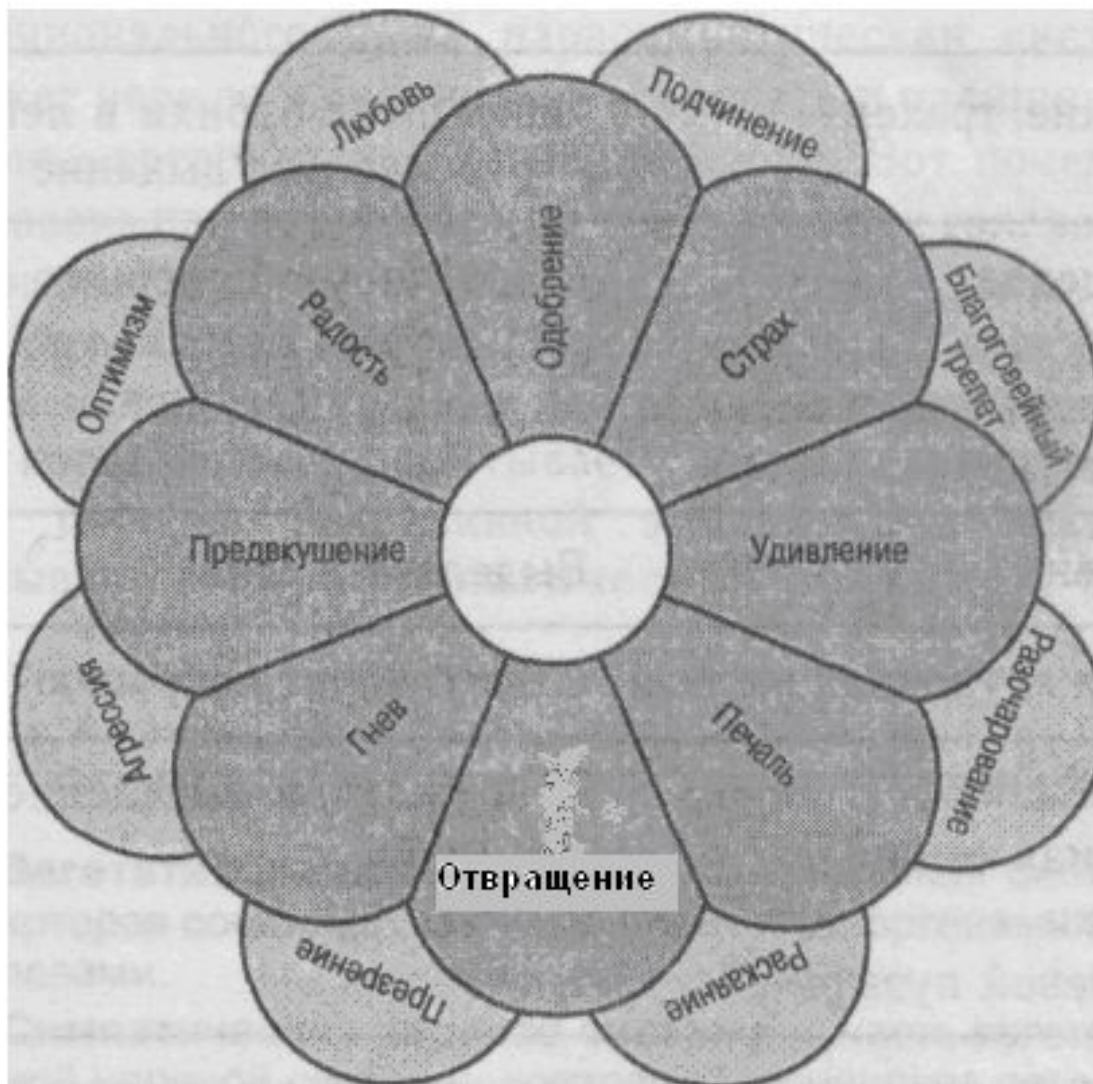 Любовь
Подчинение
Одобрение
Радость
Страх
Оптимизм
Благоговейный
трепет
Предвкушение
Удивление
Агрессия
Гнев
Печаль
Разочарование
Отвращение
Презрение
Раскаяние